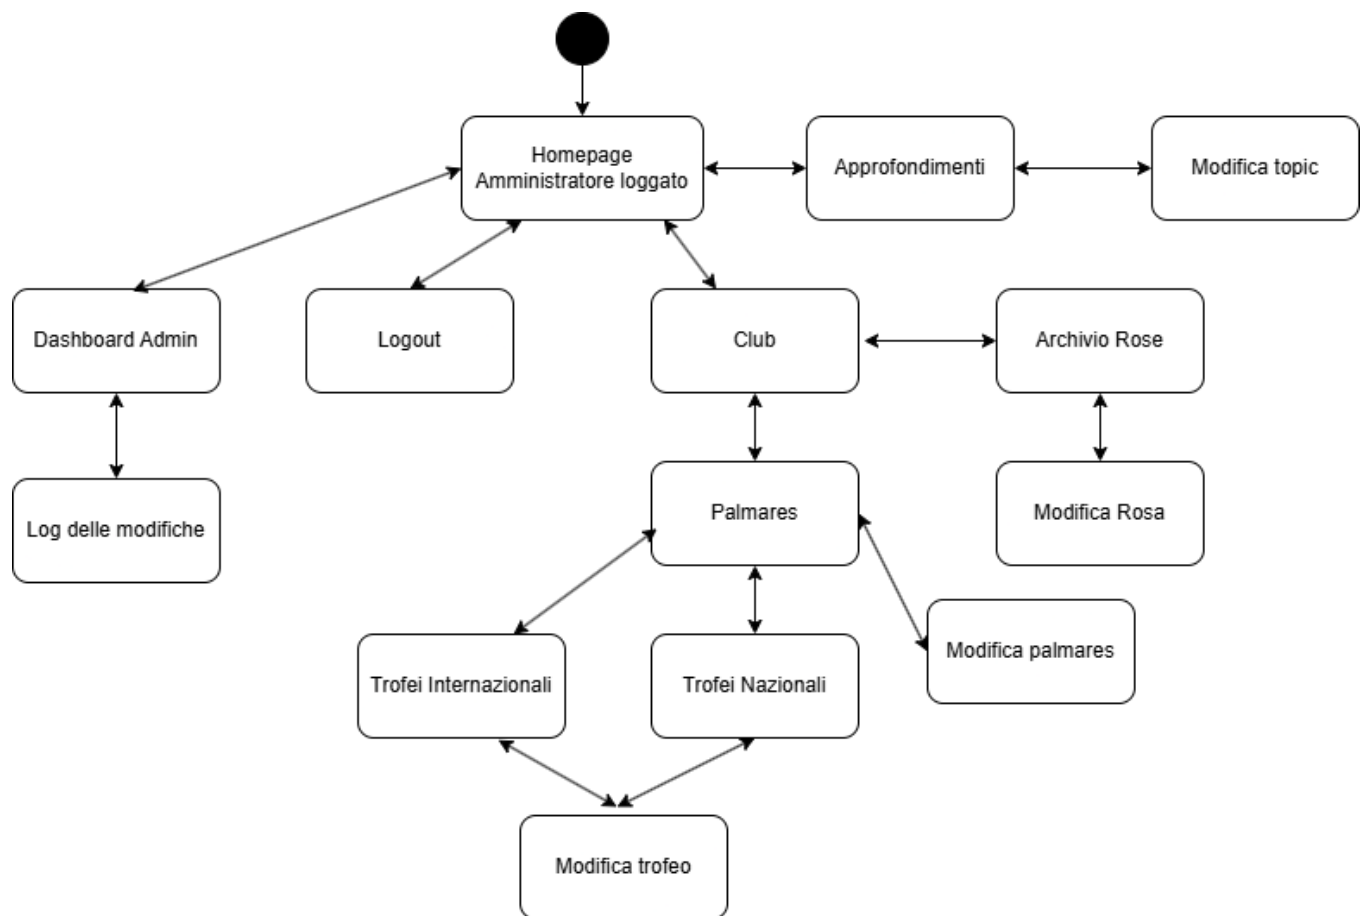 Homepage
Amministratore loggato
Approfondimenti
Modifica topic
Dashboard Admin
Logout
Club
Archivio Rose
Log delle modifiche
Palmares
Modifica Rosa
Modifica palmares
Trofei Internazionali
Trofei Nazionali
Modifica trofeo